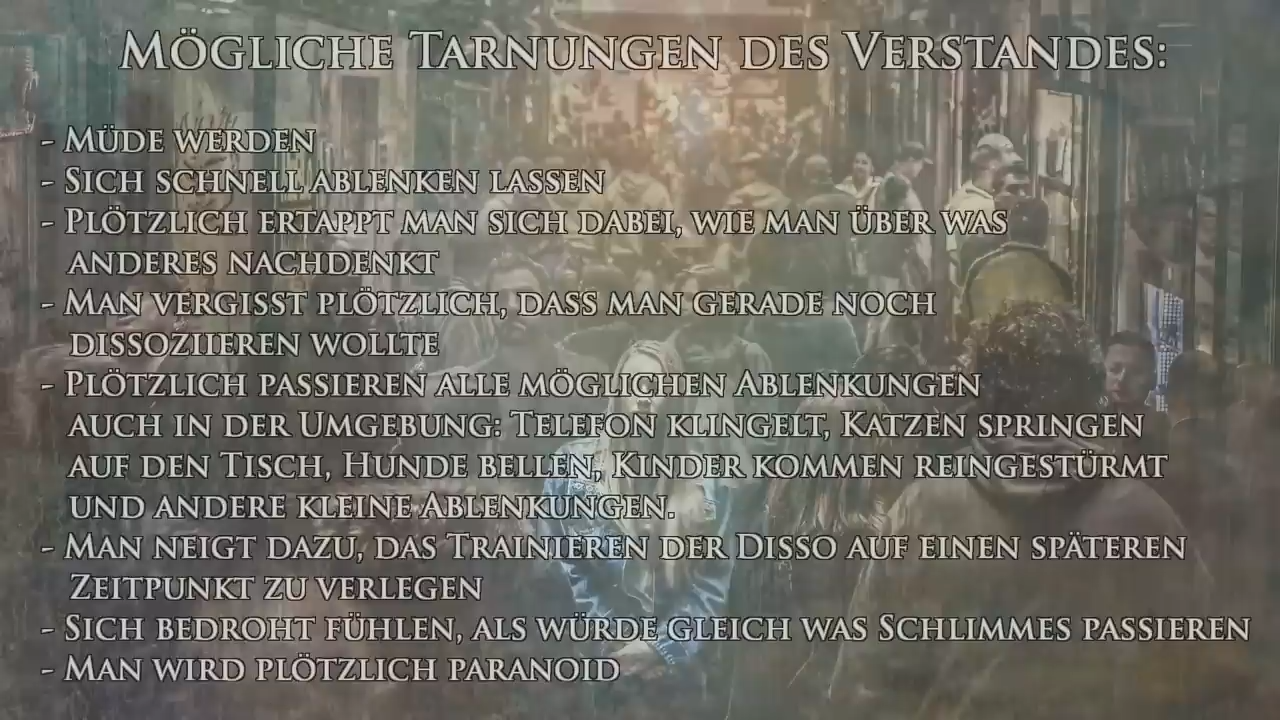 Mögliche Tarnungen des Verstandes:
- Müde werden
- Sich schnell ablenken lassen
- Plötzlich ertappt man sich dabei, wie man über was
anderes nachdenkt
- Man vergisst plötzlich, dass man gerade noch
dissoziieren wollte
- Plötzlich passieren alle möglichen Ablenkungen
auch in der Umgebung: Telefon klingelt, Katzen springen
auf den Tisch, Hunde bellen, Kinder kommen reingestürmt
und andere kleine Ablenkungen.
- Man neigt dazu, das Trainieren der Disso auf einen späteren
Zeitpunkt zu verlegen
- Sich bedroht fühlen, als würde gleich was Schlimmes passieren
- Man wird plötzlich paranoid